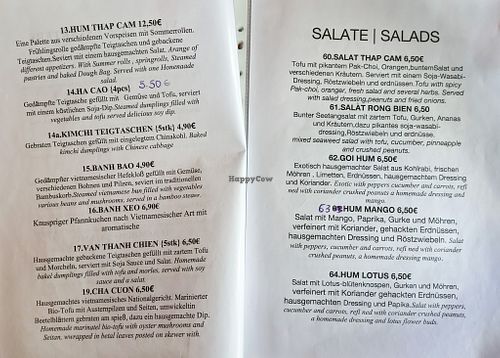 13.HUM THAP CAM 12,50€
Eine Palette aus verschiedenen Vorspeisen mit Sommerrollen.
Frühlingsrolle gedämpfte Teigtaschen und gebackene
Teigtaschen.Serviert mit einem hausgemachten Salat. Arange of
different appetizers. With Summer rolls , springrolls, Steamed
pastries and baked Dough Bag. Served with one Homemade
salad.
14.HA CAO (4pcs) 5.50€
Gedämpfte Teigtaschen gefüllt mit Gemüse und Tofu, serviert
mit einem köstlichen Soja-Dip.Steamed dumplings filled with
vegetables and tofu served delicious soy dip.
14a.KIMCHI TEIGTASCHEN (5stk) 4,90€
Gebraten Teigtaschen gefüllt mit eingelegtem Chinakohl. Baked
kimchy dumplings with Chinese cabbage
15.BANH BAO 4,90€
Gedämpfter vietnamesischer Hefekloß gefüllt mit Gemüse,
verschiedenen Bohnen und Pilzen, serviert im traditionellen
Bambuskorb.Steamed vietnamese bun filled with vegetables
various beans and mushrooms, served in a bamboo steamer
16.BANH XEO 6,90€
Knuspriger Pfannkuchen nach Vietnamesischer Art mit
aromatische
17.VAN THANH CHIEN (5stk) 6,50€
Hausgemachte gebackene Teigtaschen gefüllt mit zartem Tofu
und Morcheln, serviert mit Soja Sauce und Salat. Homemade
baked dumplings filled with tofu and morles. served with soy
sauce and a salat.
19.CHA CUON 6,50€
Hausgemachtes vietnamesisches Nationalgericht. Marinierter
Bio-Tofu mit Austernpilzen und Seitan, umwickeltin
Beetelblättern gebraten am spieß, dazu ein hausgemachte Dip.
Homemade marinatel bio-tofu with oyster mushrooms and
Seitan, wwrapped in betal leaves posted on skewer with.
SALATE | SALADS
60.SALAT THAP CAM 6,50€
Tofu mit pikantem Pak-Choi, Orangen,buntemSalat und
verschiedenen Kräutern. Serviert mit einem Soja-Wasabi-
Dressing, Röstzwiebeln und erdnüssen.Tofu with spicy
Pak-choi, oranger, fresh salad and several herbs. Served
with salad dressing,peanuts and fried onions.
61.SALAT RONG BIEN 6,50
Bunter Seetangsalat mit zartem Tofu, Gurken, Ananas
und Kräutern,dazu pikantes soja-wasabi-
dressing,Röstzwiebeln und erdnüsse.
mixed seaweed salad with tofu, cucumber, pinneapple
and crushed peanuts.
62.GOI HUM 6,50€
Exotisch hausgemachter Salat aus Kohlrabi, frischen
Möhren , Limetten, Erdnüssen, hausgemachtem Dressing
und Koriander. Exotic with peppers cucumber and carrots, refi
ned with coriander crushed peanuts a homemade dressing and
mango.
63 HUM MANGO 6,50€
Salat mit Mango, Paprika, Gurke und Möhren,
verfeinert mit Koriander, gehackten Erdnüssen,
hausgemachten Dressing und Röstzwiebeln. Salad
with peppers, cucumber and carrots, refi ned with coriander
crushed peanuts, a homemade dressing mango.
64.HUM LOTUS 6,50€
Salat mit Lotus-blütenknospen, Gurken und Möhren,
verfeinert mit Koriander gehackten Erdnüssen,
hausgemachten Dressing und Paprika.Salat with peppers,
cucumber and carrots, refi ned with coriander crushed peanuts,
a homemade dressing and lotus flower buds.
HappyCow